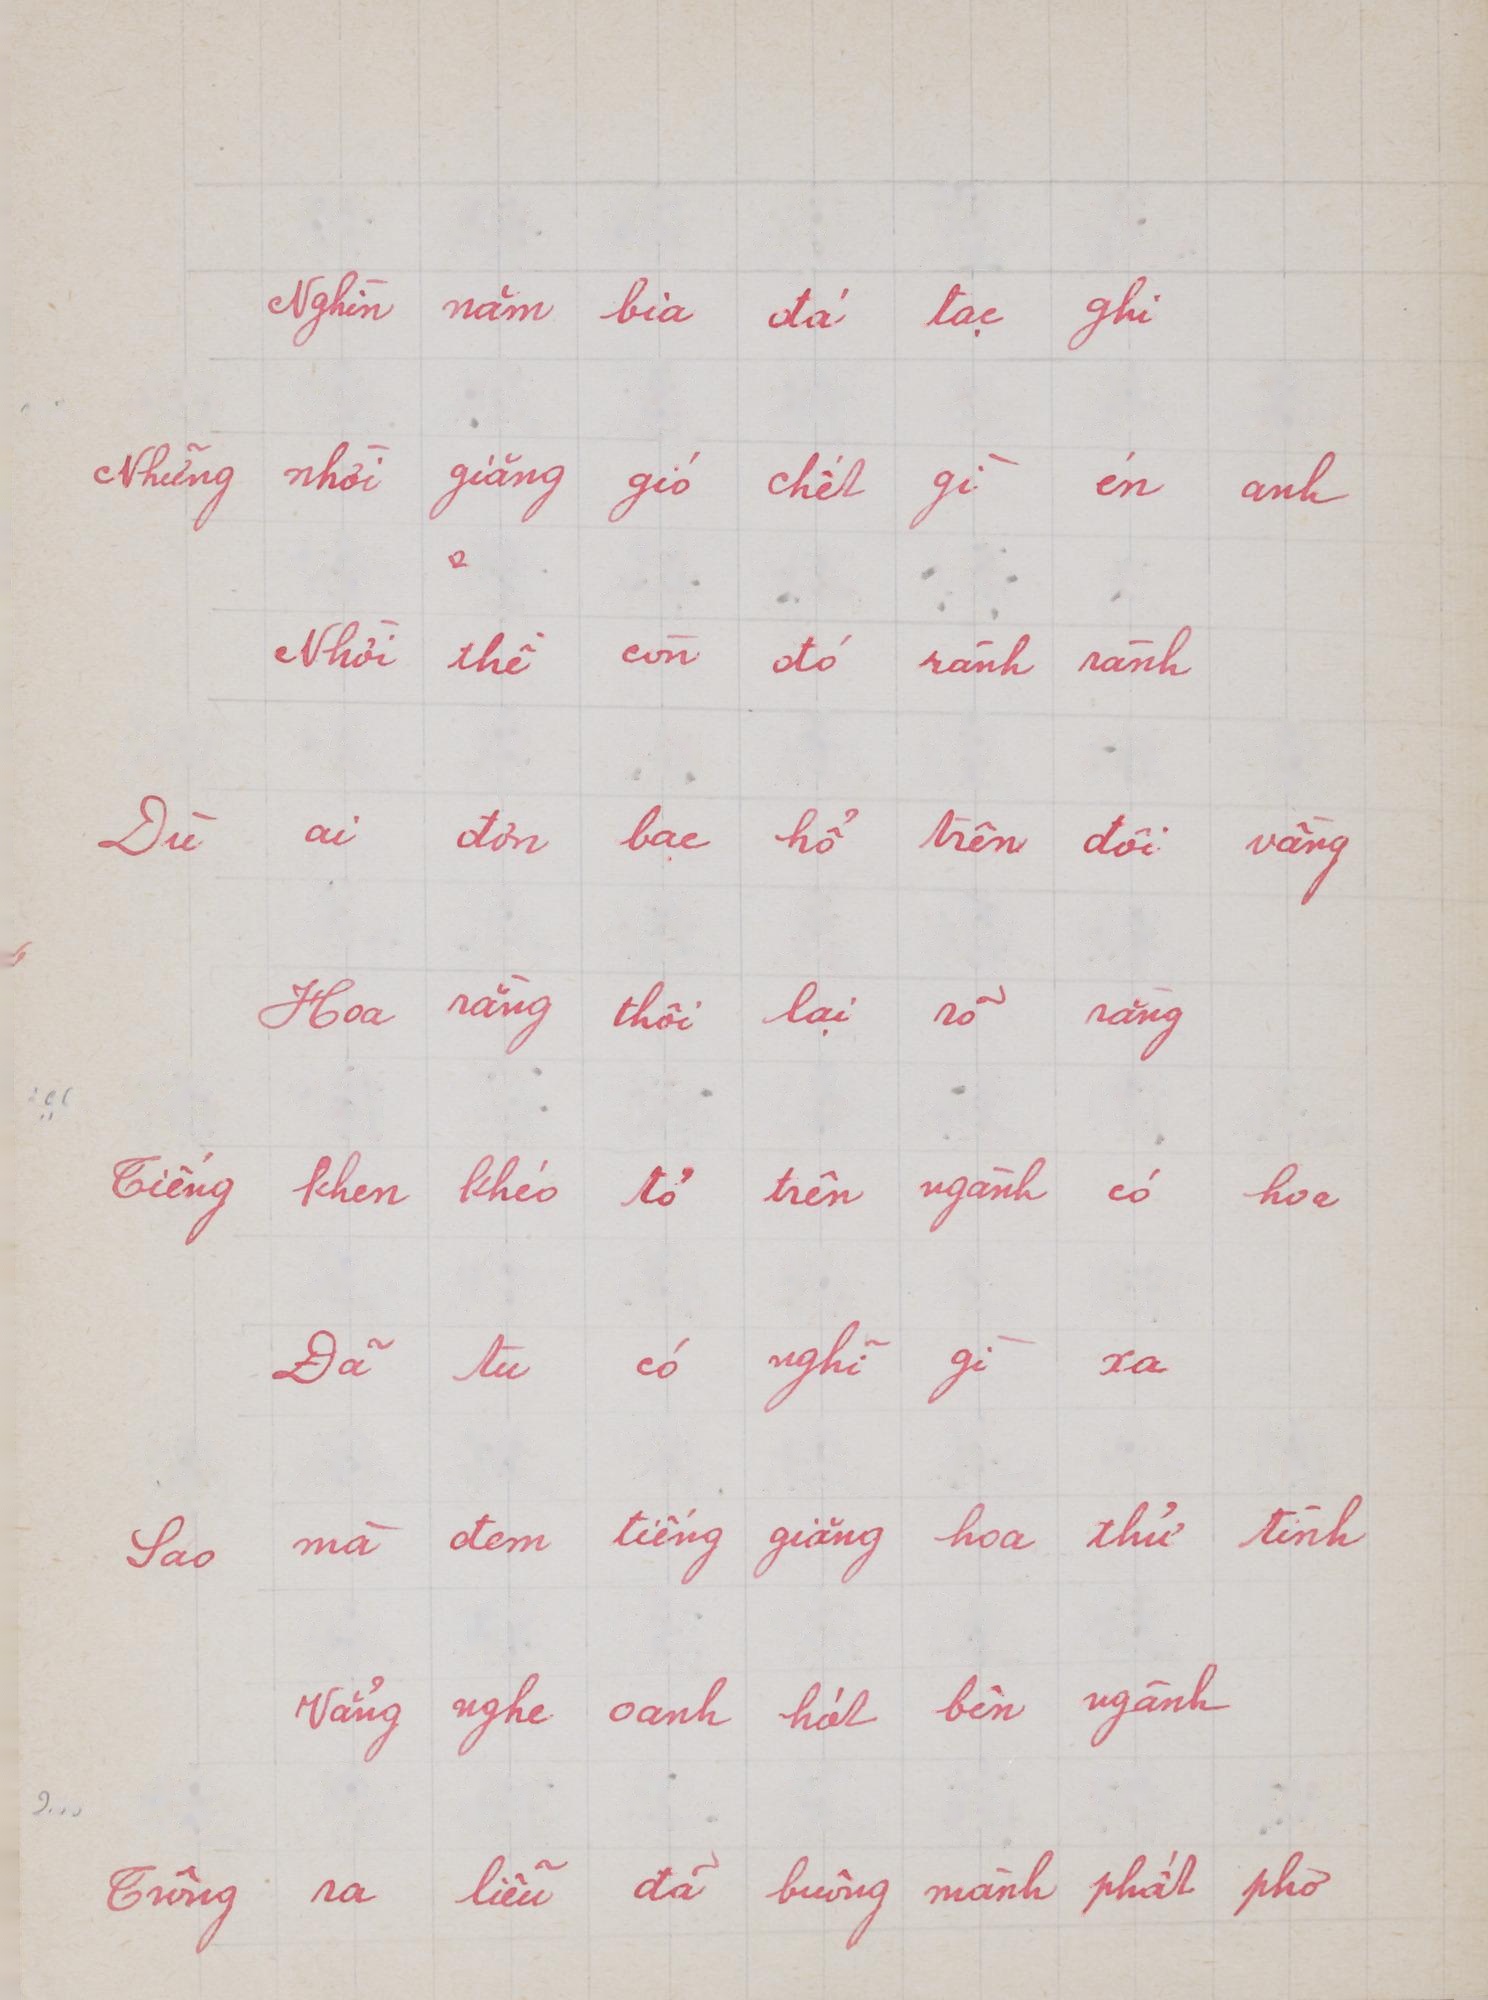 Nghìn năm bia đá tạc ghi
Những nhời giăng gió chết gì én anh
Nhời thề còn đó rành rành
Dù ai đơn bạc hổ trên đôi vầng
Hoa rằng thôi lại rõ ràng
Tiếng khen khéo tỏ trên ngành có hoa
Đã tu có nghĩ gì xa
Sao mà đem tiếng giăng hoa thử tình
Vẳng nghe oanh hót bên ngành
Trông ra liễu đã buông mành phất phơ